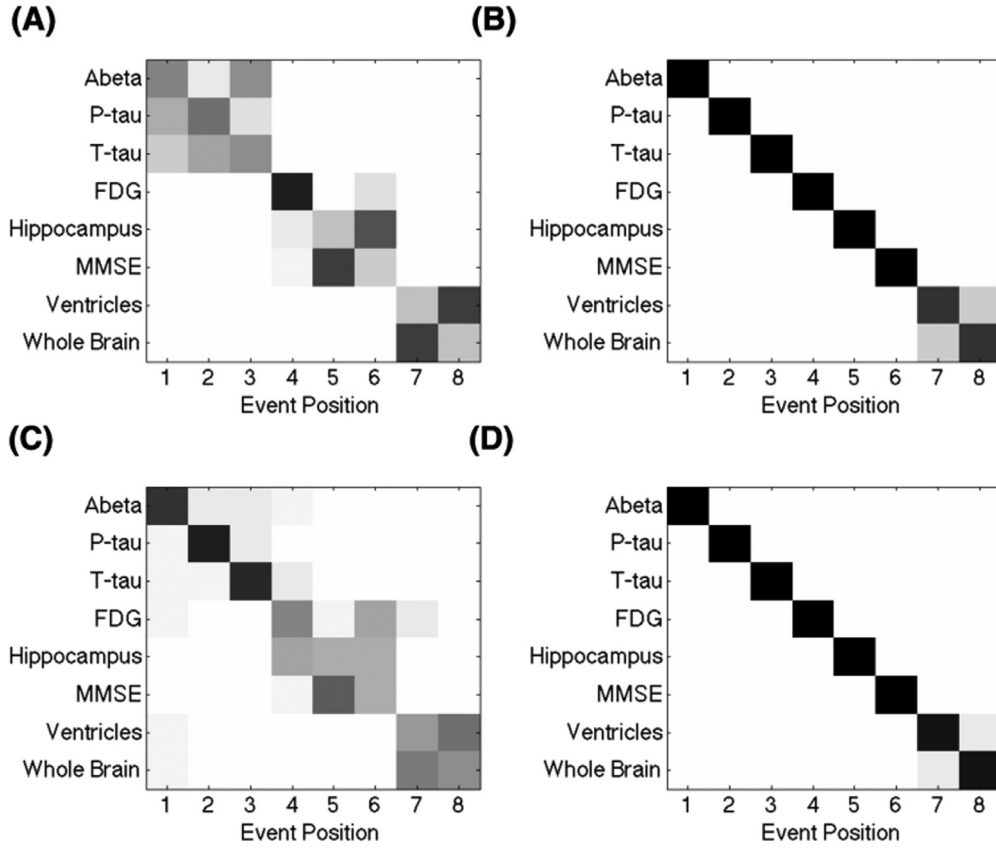 (A)
Abeta
P-tau
T-tau
FDG
Hippocampus
MMSE
Ventricles
Whole Brain
1 2 3 4 5 6 7 8
Event Position
(B)
Abeta
P-tau
T-tau
FDG
Hippocampus
MMSE
Ventricles
Whole Brain
1 2 3 4 5 6 7 8
Event Position
(C)
Abeta
P-tau
T-tau
FDG
Hippocampus
MMSE
Ventricles
Whole Brain
1 2 3 4 5 6 7 8
Event Position
(D)
Abeta
P-tau
T-tau
FDG
Hippocampus
MMSE
Ventricles
Whole Brain
1 2 3 4 5 6 7 8
Event Position